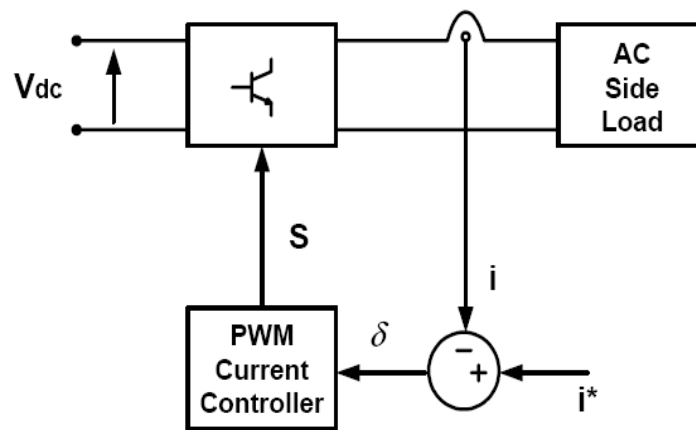 Vdc
AC
Side
Load
S
i
PWM
Current
Controller
δ
−
+
i*